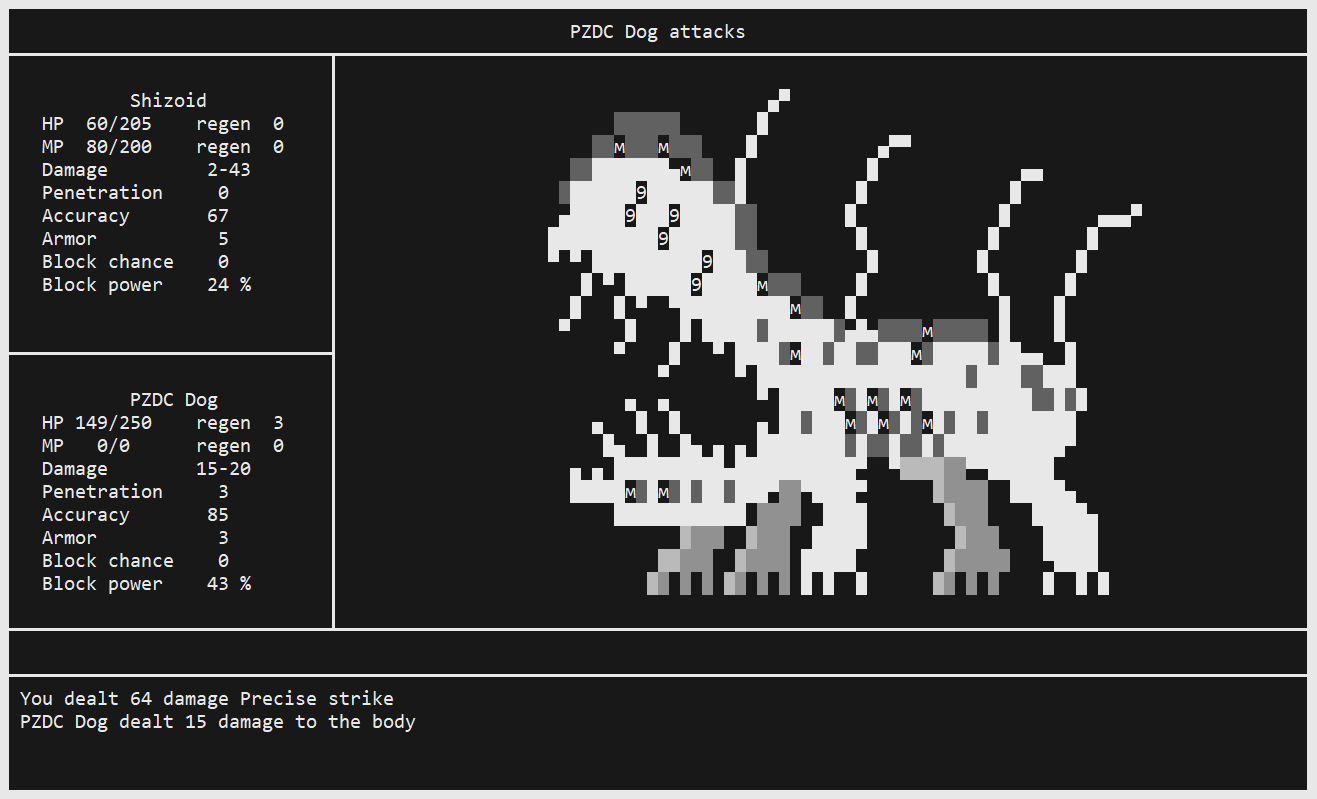 PZDC Dog attacks
Shizoid
HP 60/205 regen 0
MP 80/200 regen 0
Damage 2-43
Penetration 0
Accuracy 67
Armor 5
Block chance 0
Block power 24 %
PZDC Dog
HP 149/250 regen 3
MP 0/0 regen 0
Damage 15-20
Penetration 3
Accuracy 85
Armor 3
Block chance 0
Block power 43 %
M M
M
9
9 9
9
9
9 M
M
M
M M
M M M
M M M
M M
You dealt 64 damage Precise strike
PZDC Dog dealt 15 damage to the body